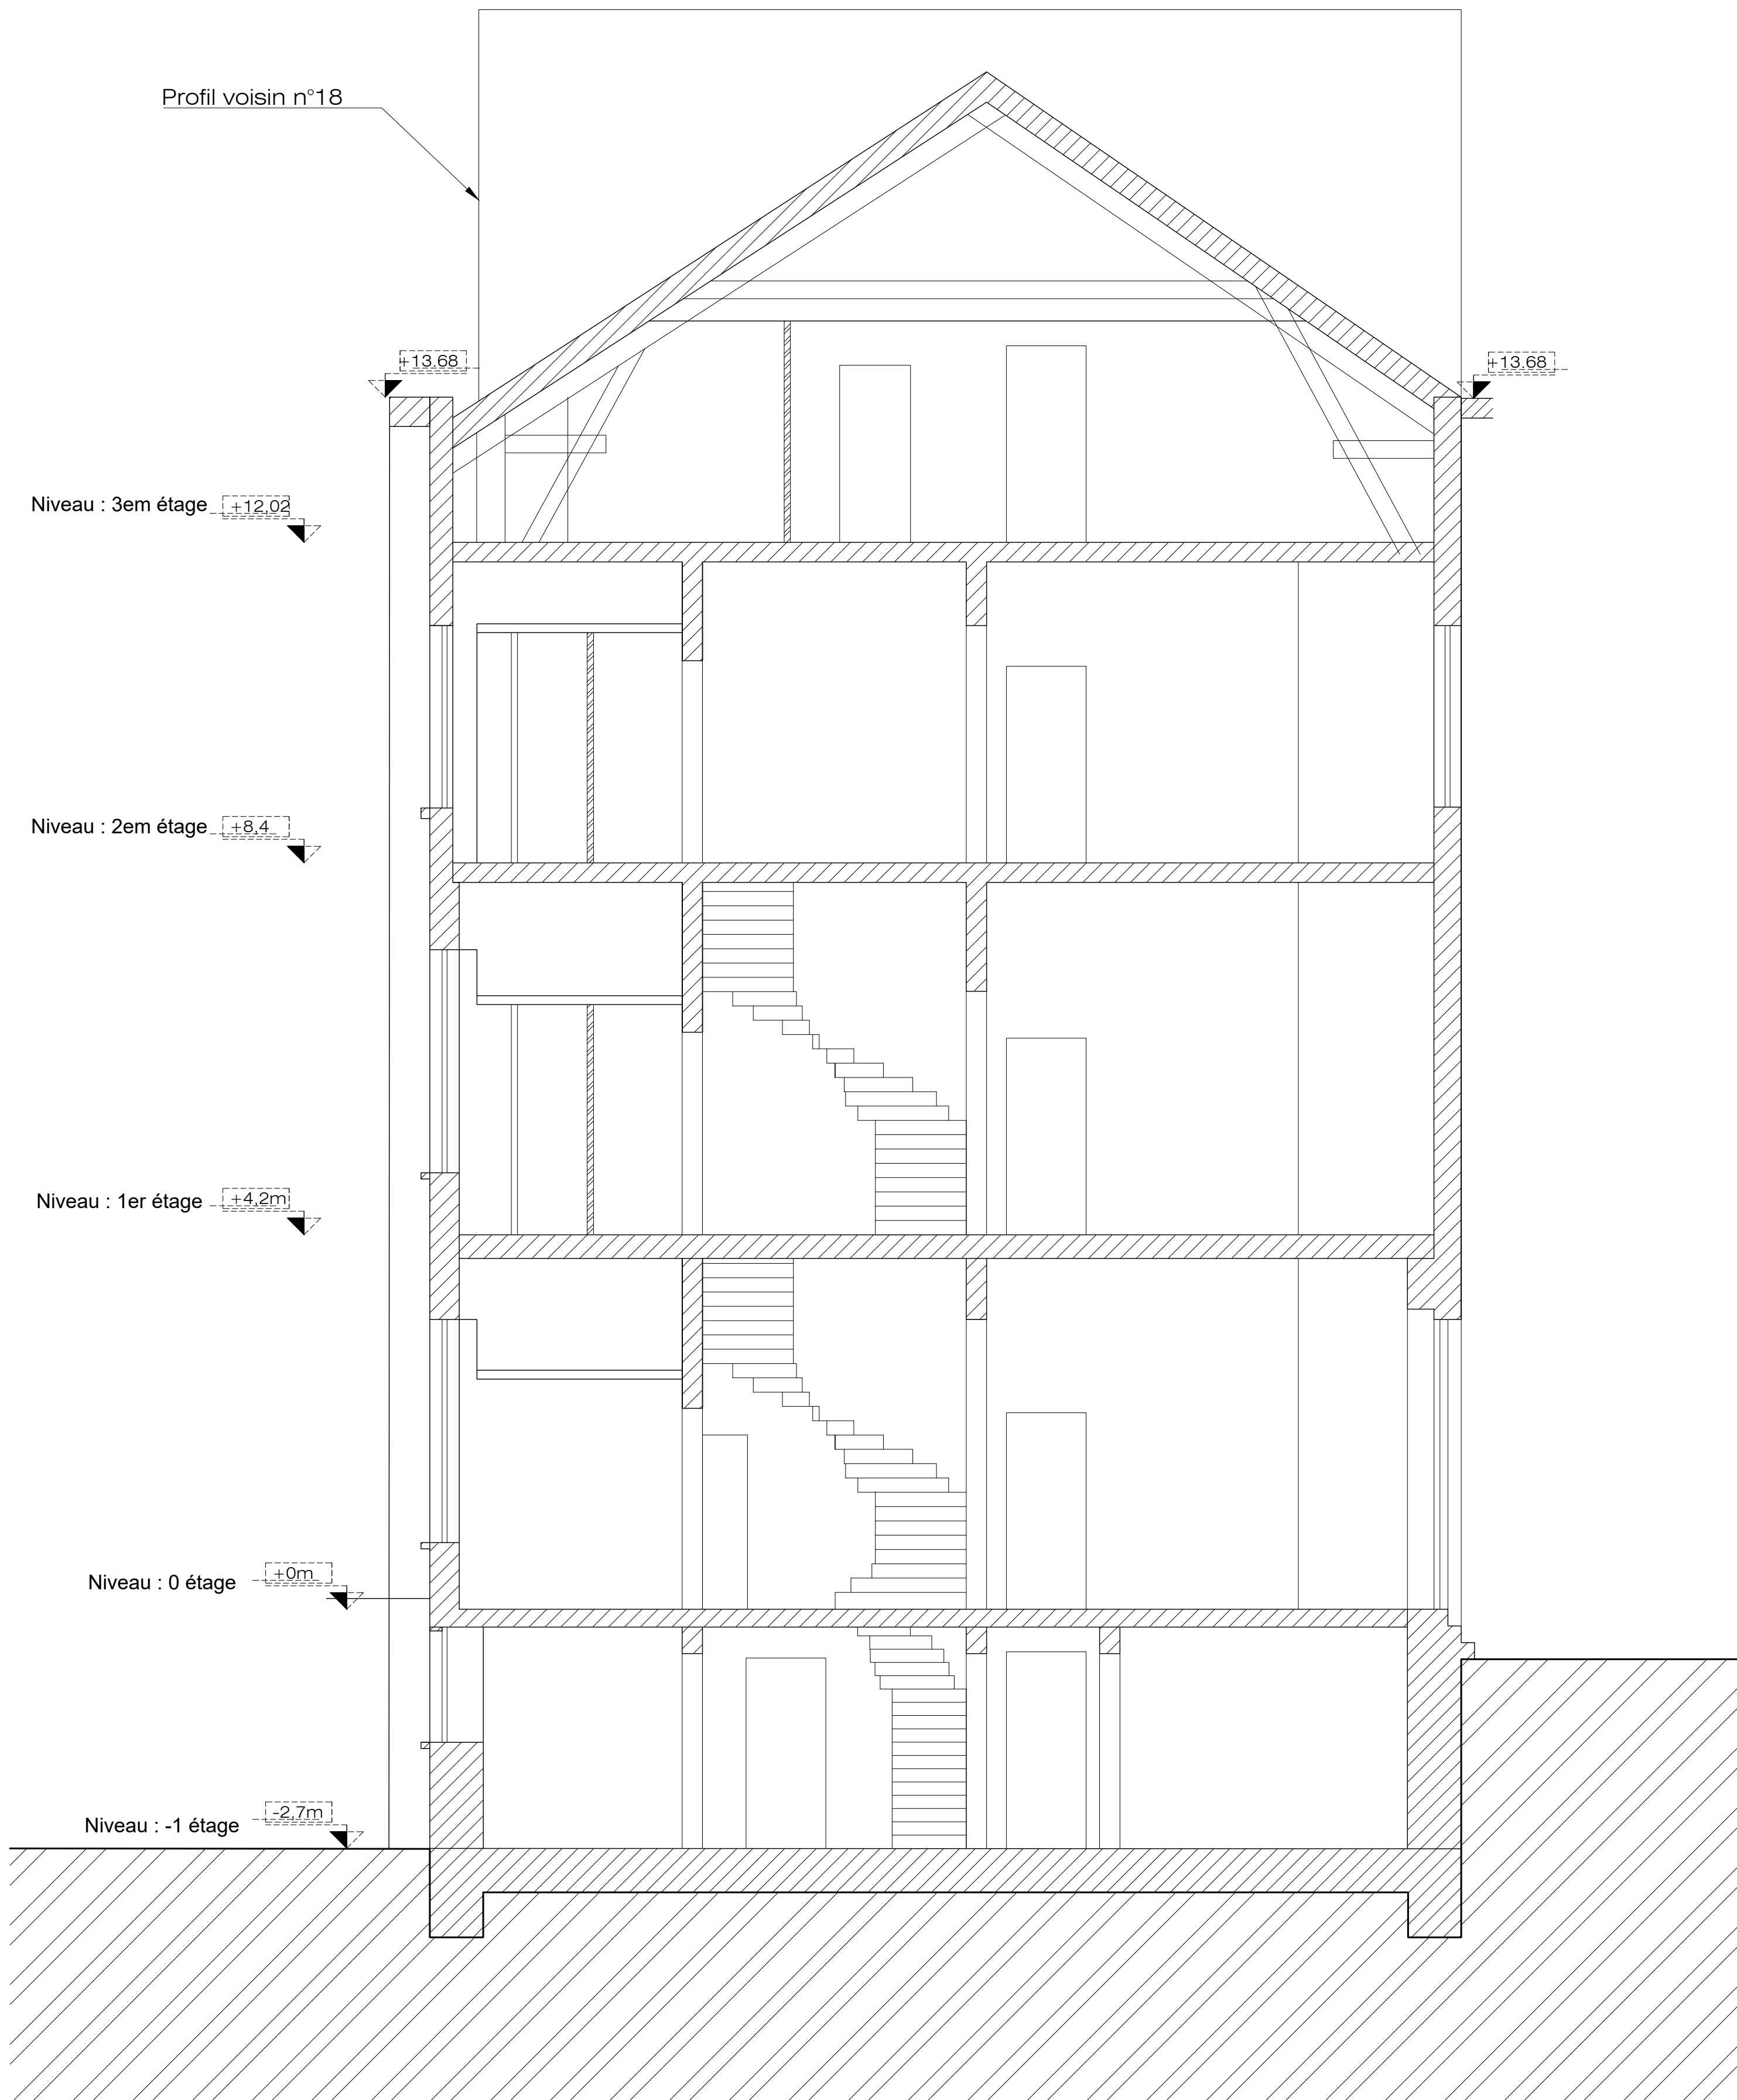 Profil voisin n°18
+13.68
+13.68
Niveau : 3em étage +12,02
Niveau : 2em étage +8,4
Niveau : 1er étage +4,2m
Niveau : 0 étage +0m
Niveau : -1 étage -2,7m